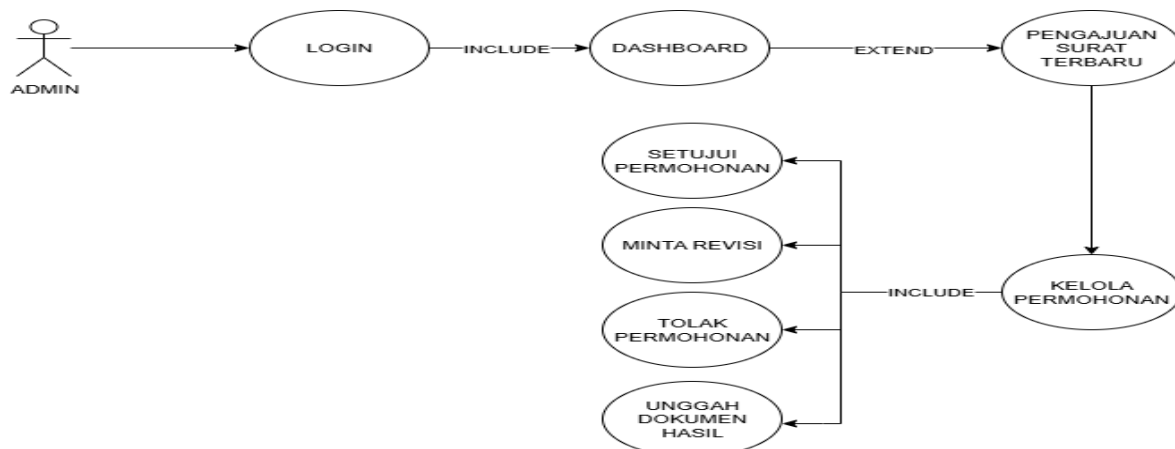 ADMIN
LOGIN
INCLUDE
DASHBOARD
EXTEND
PENGAJUAN
SURAT
TERBARU
SETUJUI
PERMOHONAN
MINTA REVISI
TOLAK
PERMOHONAN
UNGGAH
DOKUMEN
HASIL
INCLUDE
KELOLA
PERMOHONAN